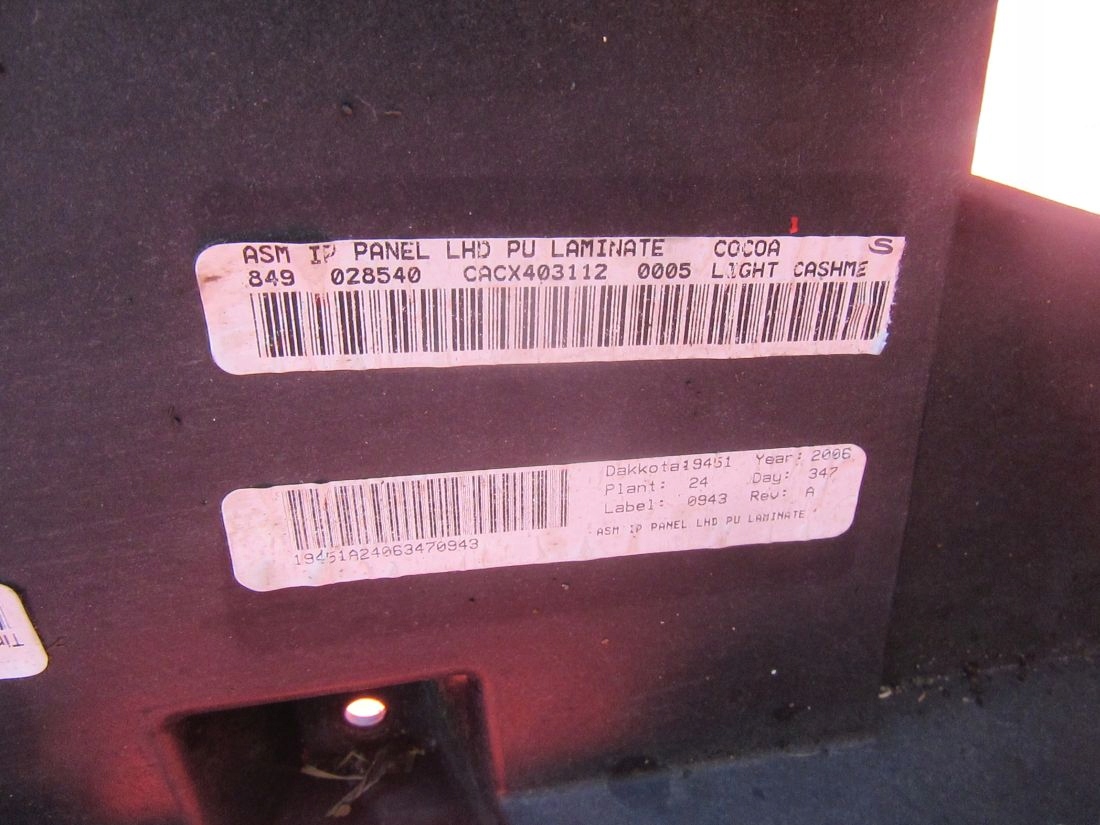 ASM IP PANEL LHD PU LAMINATE COCOA S
849 028540 CACX403112 0005 LIGHT CASHME
Dakkota:19451 Year: 2006
Plant: 24 Day: 347
Label: 0943 Rev: A
ASM IP PANEL LHD PU LAMINATE
19451A24063470943